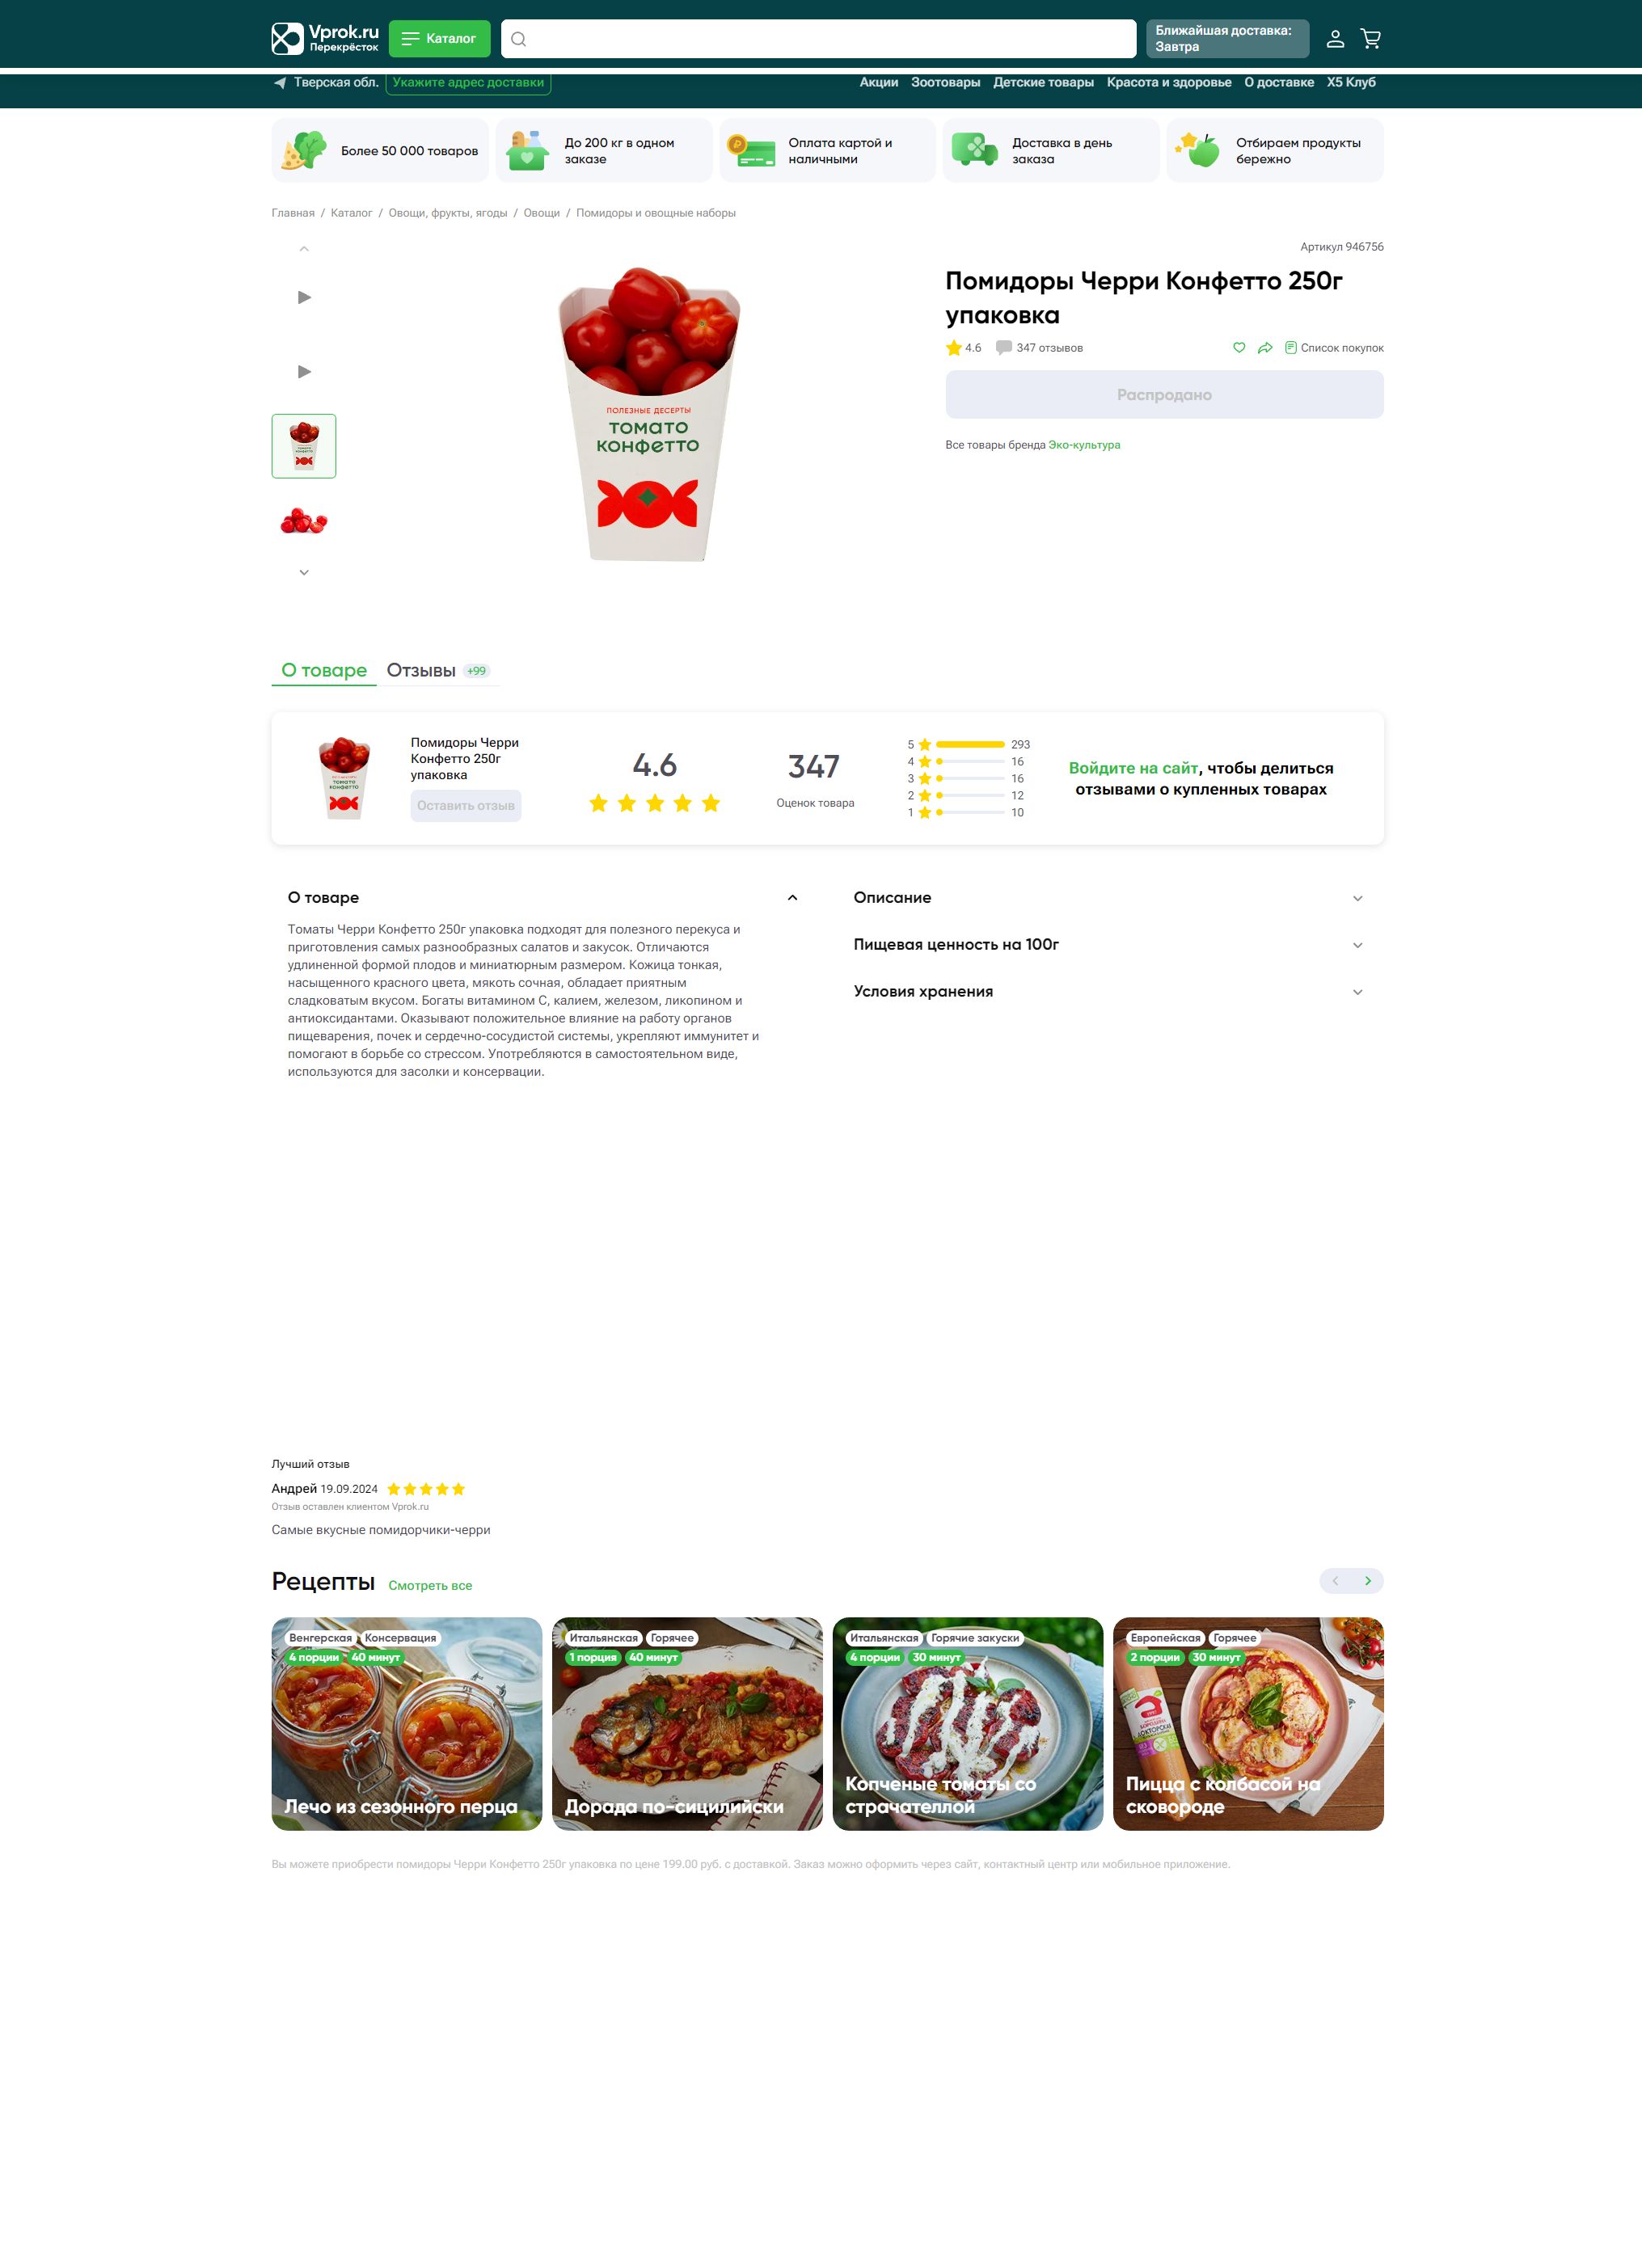 Vprok.ru
Перекрёсток
Каталог
Ближайшая доставка:
Завтра
Тверская обл.
Укажите адрес доставки
Акции
Зоотовары
Детские товары
Красота и здоровье
О доставке
Х5 Клуб
Более 50 000 товаров
До 200 кг в одном
заказе
Оплата картой и
наличными
Доставка в день
заказа
Отбираем продукты
бережно
Главная / Каталог / Овощи, фрукты, ягоды / Овощи / Помидоры и овощные наборы
Артикул 946756
ПОЛЕЗНЫЕ ДЕСЕРТЫ
ТОМАТО
КОНФЕТТО
Помидоры Черри Конфетто 250г
упаковка
4.6
347 отзывов
Список покупок
Распродано
Все товары бренда Эко-культура
О товаре
Отзывы +99
Помидоры Черри
Конфетто 250г
упаковка
Оставить отзыв
4.6
347
Оценок товара
5 293
4 16
3 16
2 12
1 10
Войдите на сайт, чтобы делиться
отзывами о купленных товарах
О товаре
Томаты Черри Конфетто 250г упаковка подходят для полезного перекуса и
приготовления самых разнообразных салатов и закусок. Отличаются
удлиненной формой плодов и миниатюрным размером. Кожица тонкая,
насыщенного красного цвета, мякоть сочная, обладает приятным
сладковатым вкусом. Богаты витамином С, калием, железом, ликопином и
антиоксидантами. Оказывают положительное влияние на работу органов
пищеварения, почек и сердечно-сосудистой системы, укрепляют иммунитет и
помогают в борьбе со стрессом. Употребляются в самостоятельном виде,
используются для засолки и консервации.
Описание
Пищевая ценность на 100г
Условия хранения
Лучший отзыв
Андрей 19.09.2024
Отзыв оставлен клиентом Vprok.ru
Самые вкусные помидорчики-черри
Рецепты
Смотреть все
Венгерская
Консервация
4 порции
40 минут
Лечо из сезонного перца
Итальянская
Горячее
1 порция
40 минут
Дорада по-сицилийски
Итальянская
Горячие закуски
4 порции
30 минут
Копченые томаты со
страчателлой
Европейская
Горячее
2 порции
30 минут
ДОКТОРСКАЯ
Пицца с колбасой на
сковороде
Вы можете приобрести помидоры Черри Конфетто 250г упаковка по цене 199.00 руб. с доставкой. Заказ можно оформить через сайт, контактный центр или мобильное приложение.